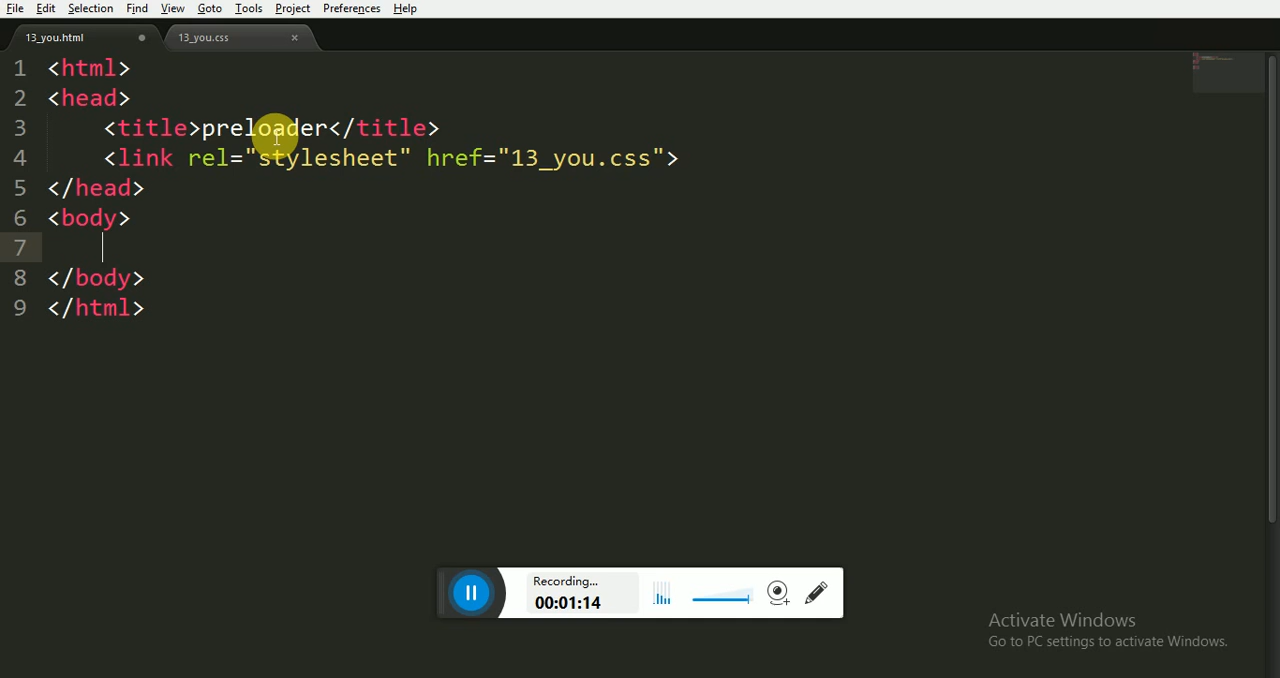 File Edit Selection Find View Goto Tools Project Preferences Help
13_you.html 13_you.css
1 <html>
2 <head>
3 <title>preloader</title>
4 <link rel="stylesheet" href="13_you.css">
5 </head>
6 <body>
7
8 </body>
9 </html>
Recording...
00:01:14
Activate Windows
Go to PC settings to activate Windows.